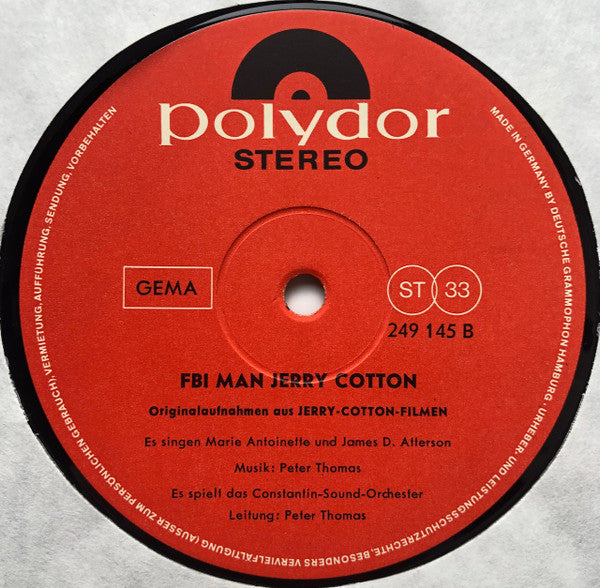 polydor
STEREO
GEMA
ST 33
249 145 B
FBI MAN JERRY COTTON
Originalaufnahmen aus JERRY-COTTON-FILMEN
Es singen Marie Antoinette und James D. Atterson
Musik: Peter Thomas
Es spielt das Constantin-Sound-Orchester
Leitung: Peter Thomas
MADE IN GERMANY BY DEUTSCHE GRAMMOPHON HAMBURG · URHEBER- UND LEISTUNGSSCHUTZRECHTE, BESONDERS VERVIELFÄLTIGUNG (AUSSER ZUM PERSÖNLICHEN GEBRAUCH), VERMIETUNG, AUFFÜHRUNG, SENDUNG, VORBEHALTEN